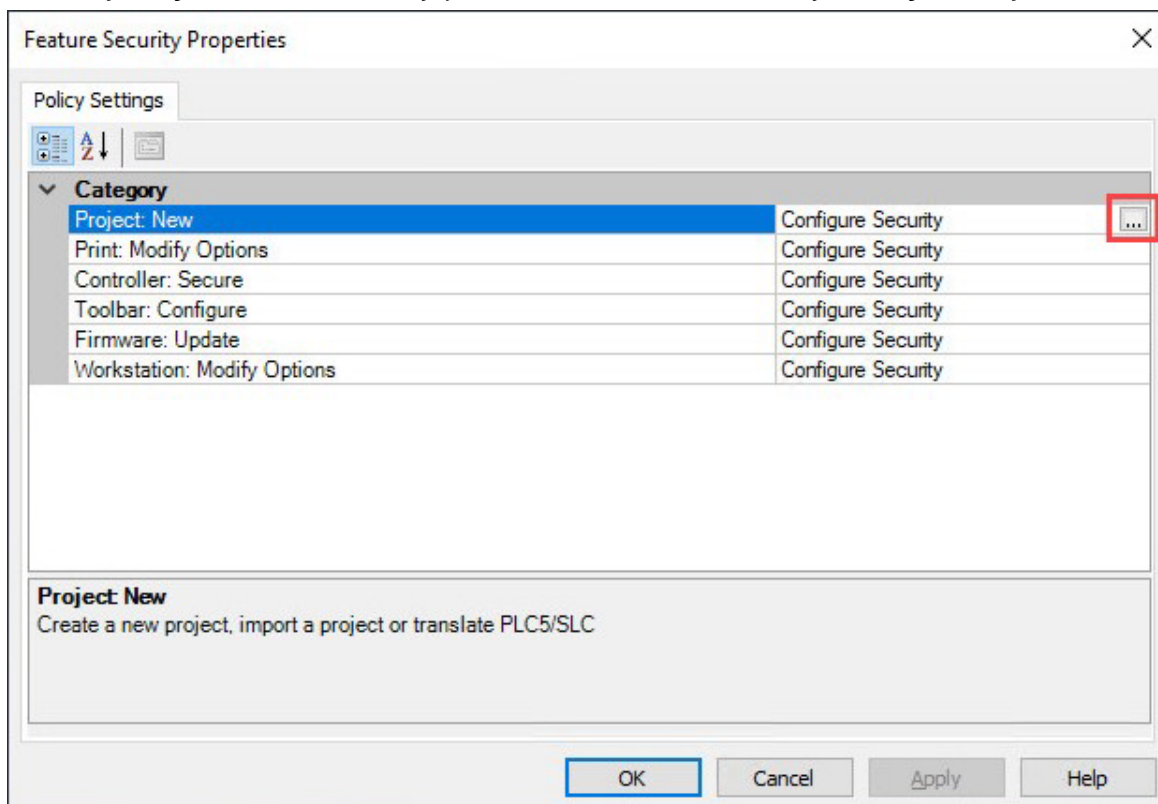 Feature Security Properties
Policy Settings
Category
Project: New Configure Security ...
Print: Modify Options Configure Security
Controller: Secure Configure Security
Toolbar: Configure Configure Security
Firmware: Update Configure Security
Workstation: Modify Options Configure Security
Project: New
Create a new project, import a project or translate PLC5/SLC
OK Cancel Apply Help